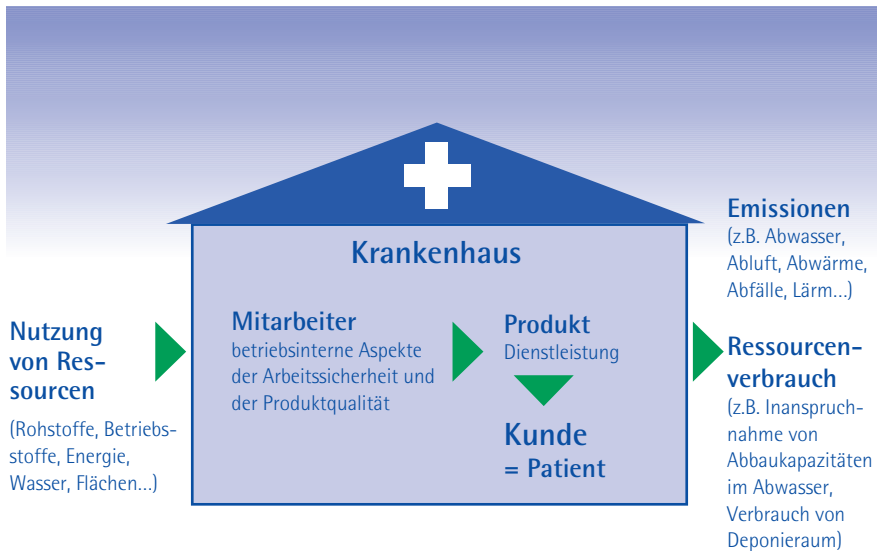 Krankenhaus
Nutzung
von Res-
sourcen
(Rohstoffe, Betriebs-
stoffe, Energie,
Wasser, Flächen...)
Mitarbeiter
betriebsinterne Aspekte
der Arbeitssicherheit und
der Produktqualität
Produkt
Dienstleistung
Kunde
= Patient
Emissionen
(z.B. Abwasser,
Abluft, Abwärme,
Abfälle, Lärm...)
Ressourcen-
verbrauch
(z.B. Inanspruch-
nahme von
Abbaukapazitäten
im Abwasser,
Verbrauch von
Deponieraum)